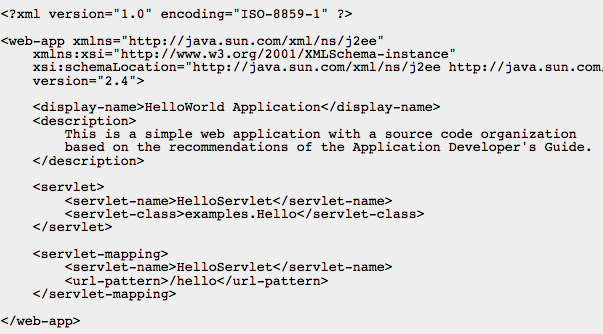 <?xml version="1.0" encoding="ISO-8859-1" ?>
<web-app xmlns="http://java.sun.com/xml/ns/j2ee"
xmlns:xsi="http://www.w3.org/2001/XMLSchema-instance"
xsi:schemaLocation="http://java.sun.com/xml/ns/j2ee http://java.sun.com
version="2.4">
<display-name>HelloWorld Application</display-name>
<description>
This is a simple web application with a source code organization
based on the recommendations of the Application Developer's Guide.
</description>
<servlet>
<servlet-name>HelloServlet</servlet-name>
<servlet-class>examples.Hello</servlet-class>
</servlet>
<servlet-mapping>
<servlet-name>HelloServlet</servlet-name>
<url-pattern>/hello</url-pattern>
</servlet-mapping>
</web-app>